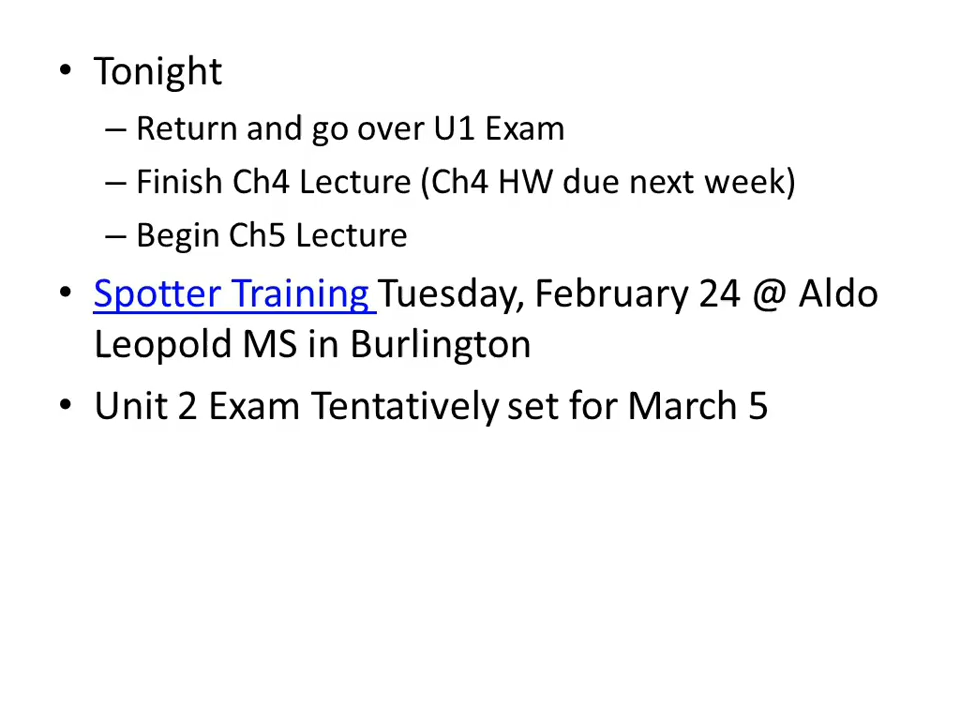 • Tonight
– Return and go over U1 Exam
– Finish Ch4 Lecture (Ch4 HW due next week)
– Begin Ch5 Lecture
• Spotter Training Tuesday, February 24 @ Aldo
Leopold MS in Burlington
• Unit 2 Exam Tentatively set for March 5